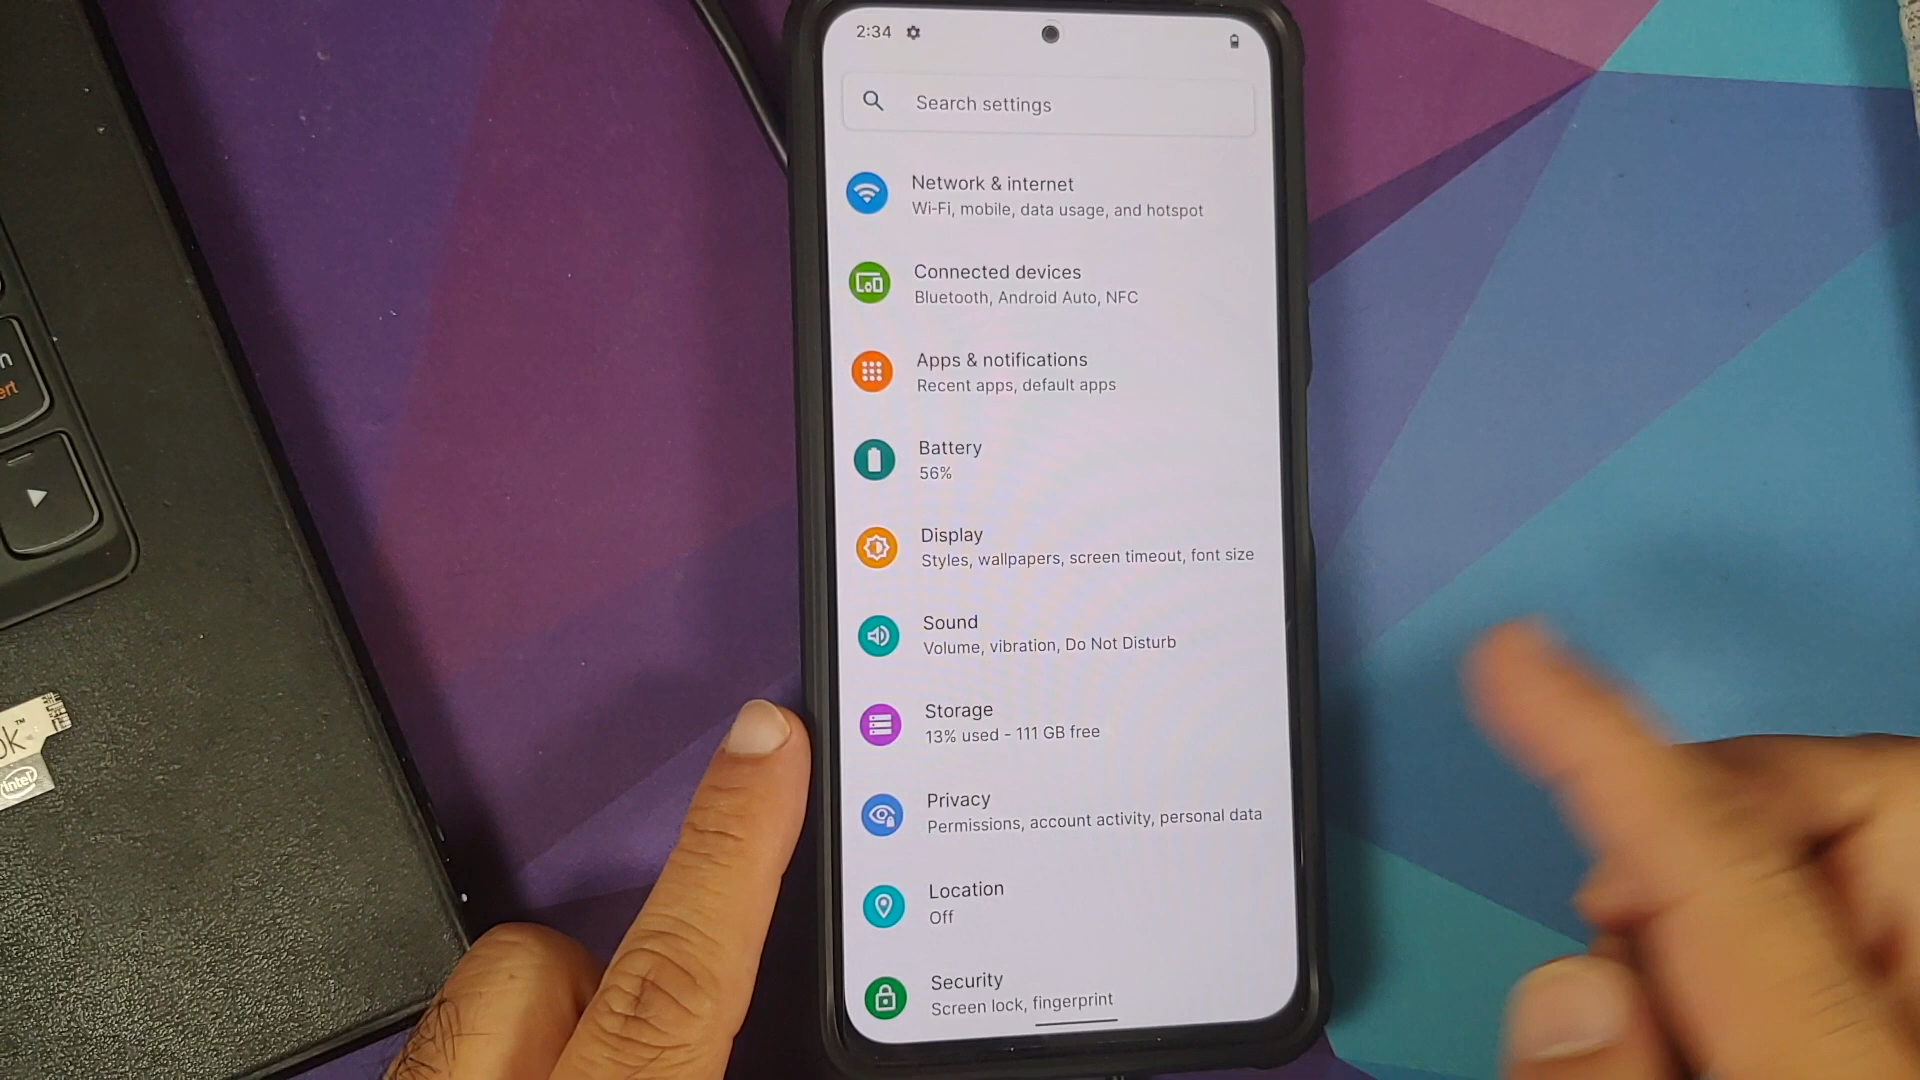 2:34
Search settings
Network & internet
Wi-Fi, mobile, data usage, and hotspot
Connected devices
Bluetooth, Android Auto, NFC
Apps & notifications
Recent apps, default apps
Battery
56%
Display
Styles, wallpapers, screen timeout, font size
Sound
Volume, vibration, Do Not Disturb
Storage
13% used - 111 GB free
Privacy
Permissions, account activity, personal data
Location
Off
Security
Screen lock, fingerprint
intel